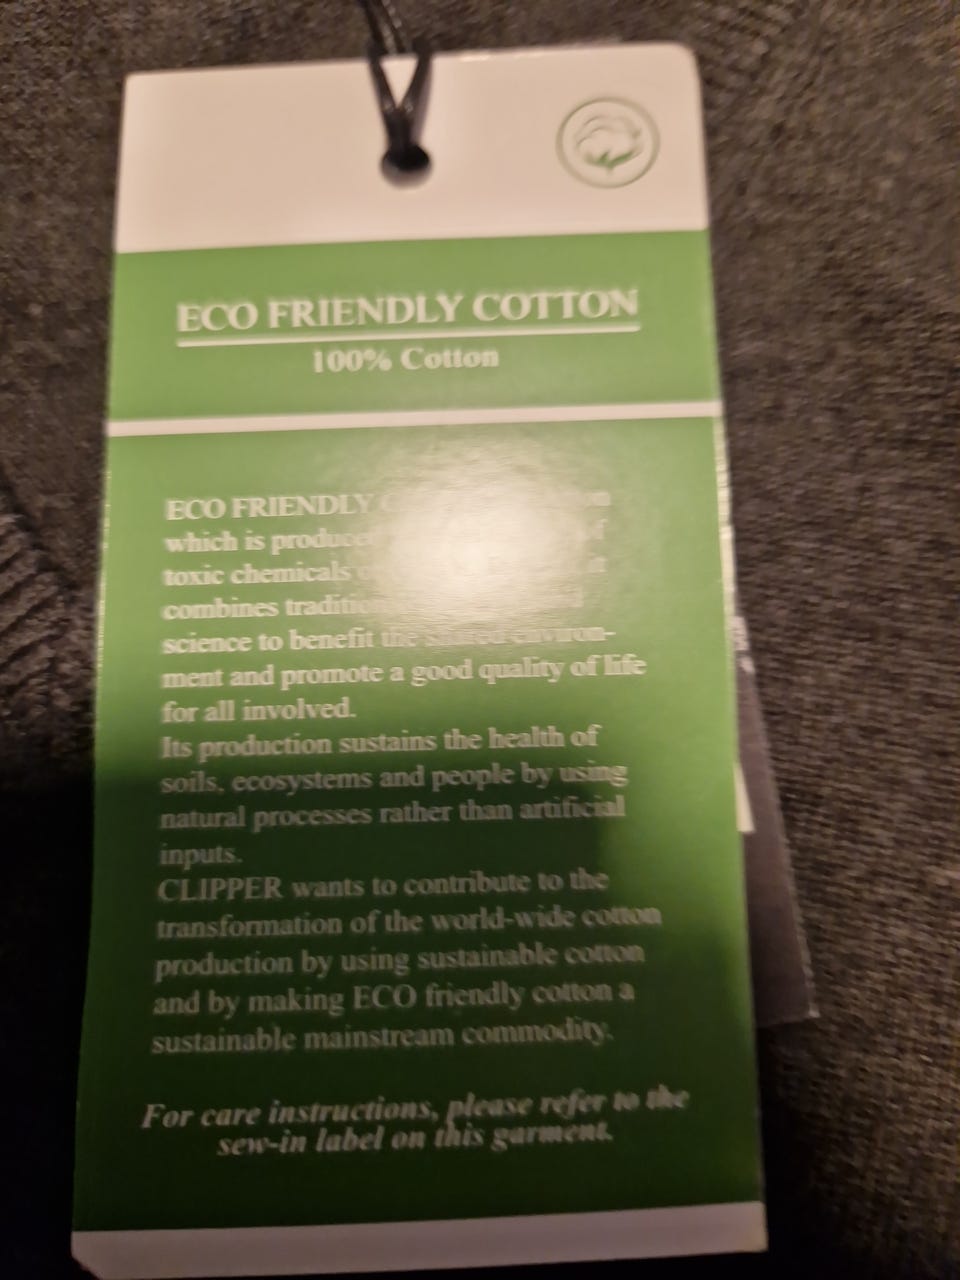 ECO FRIENDLY COTTON
100% Cotton
ECO FRIENDLY
which is produced
toxic chemicals
combines
science to benefit the shared environ-
ment and promote a good quality of life
for all involved.
Its production sustains the health of
soils, ecosystems and people by using
natural processes rather than artificial
inputs.
CLIPPER wants to contribute to the
transformation of the world-wide cotton
production by using sustainable cotton
and by making ECO friendly cotton a
sustainable mainstream commodity.
For care instructions, please refer to the
sew-in label on this garment.